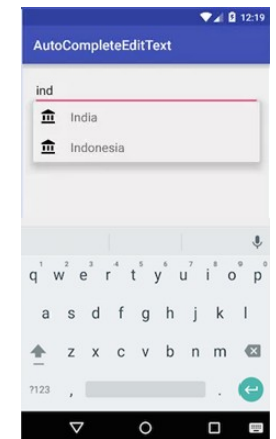 12:19
AutoCompleteEditText
ind
India
Indonesia
1 2 3 4 5 6 7 8 9 0
q w e r t y u i o p
a s d f g h j k l
z x c v b n m
?123 , .